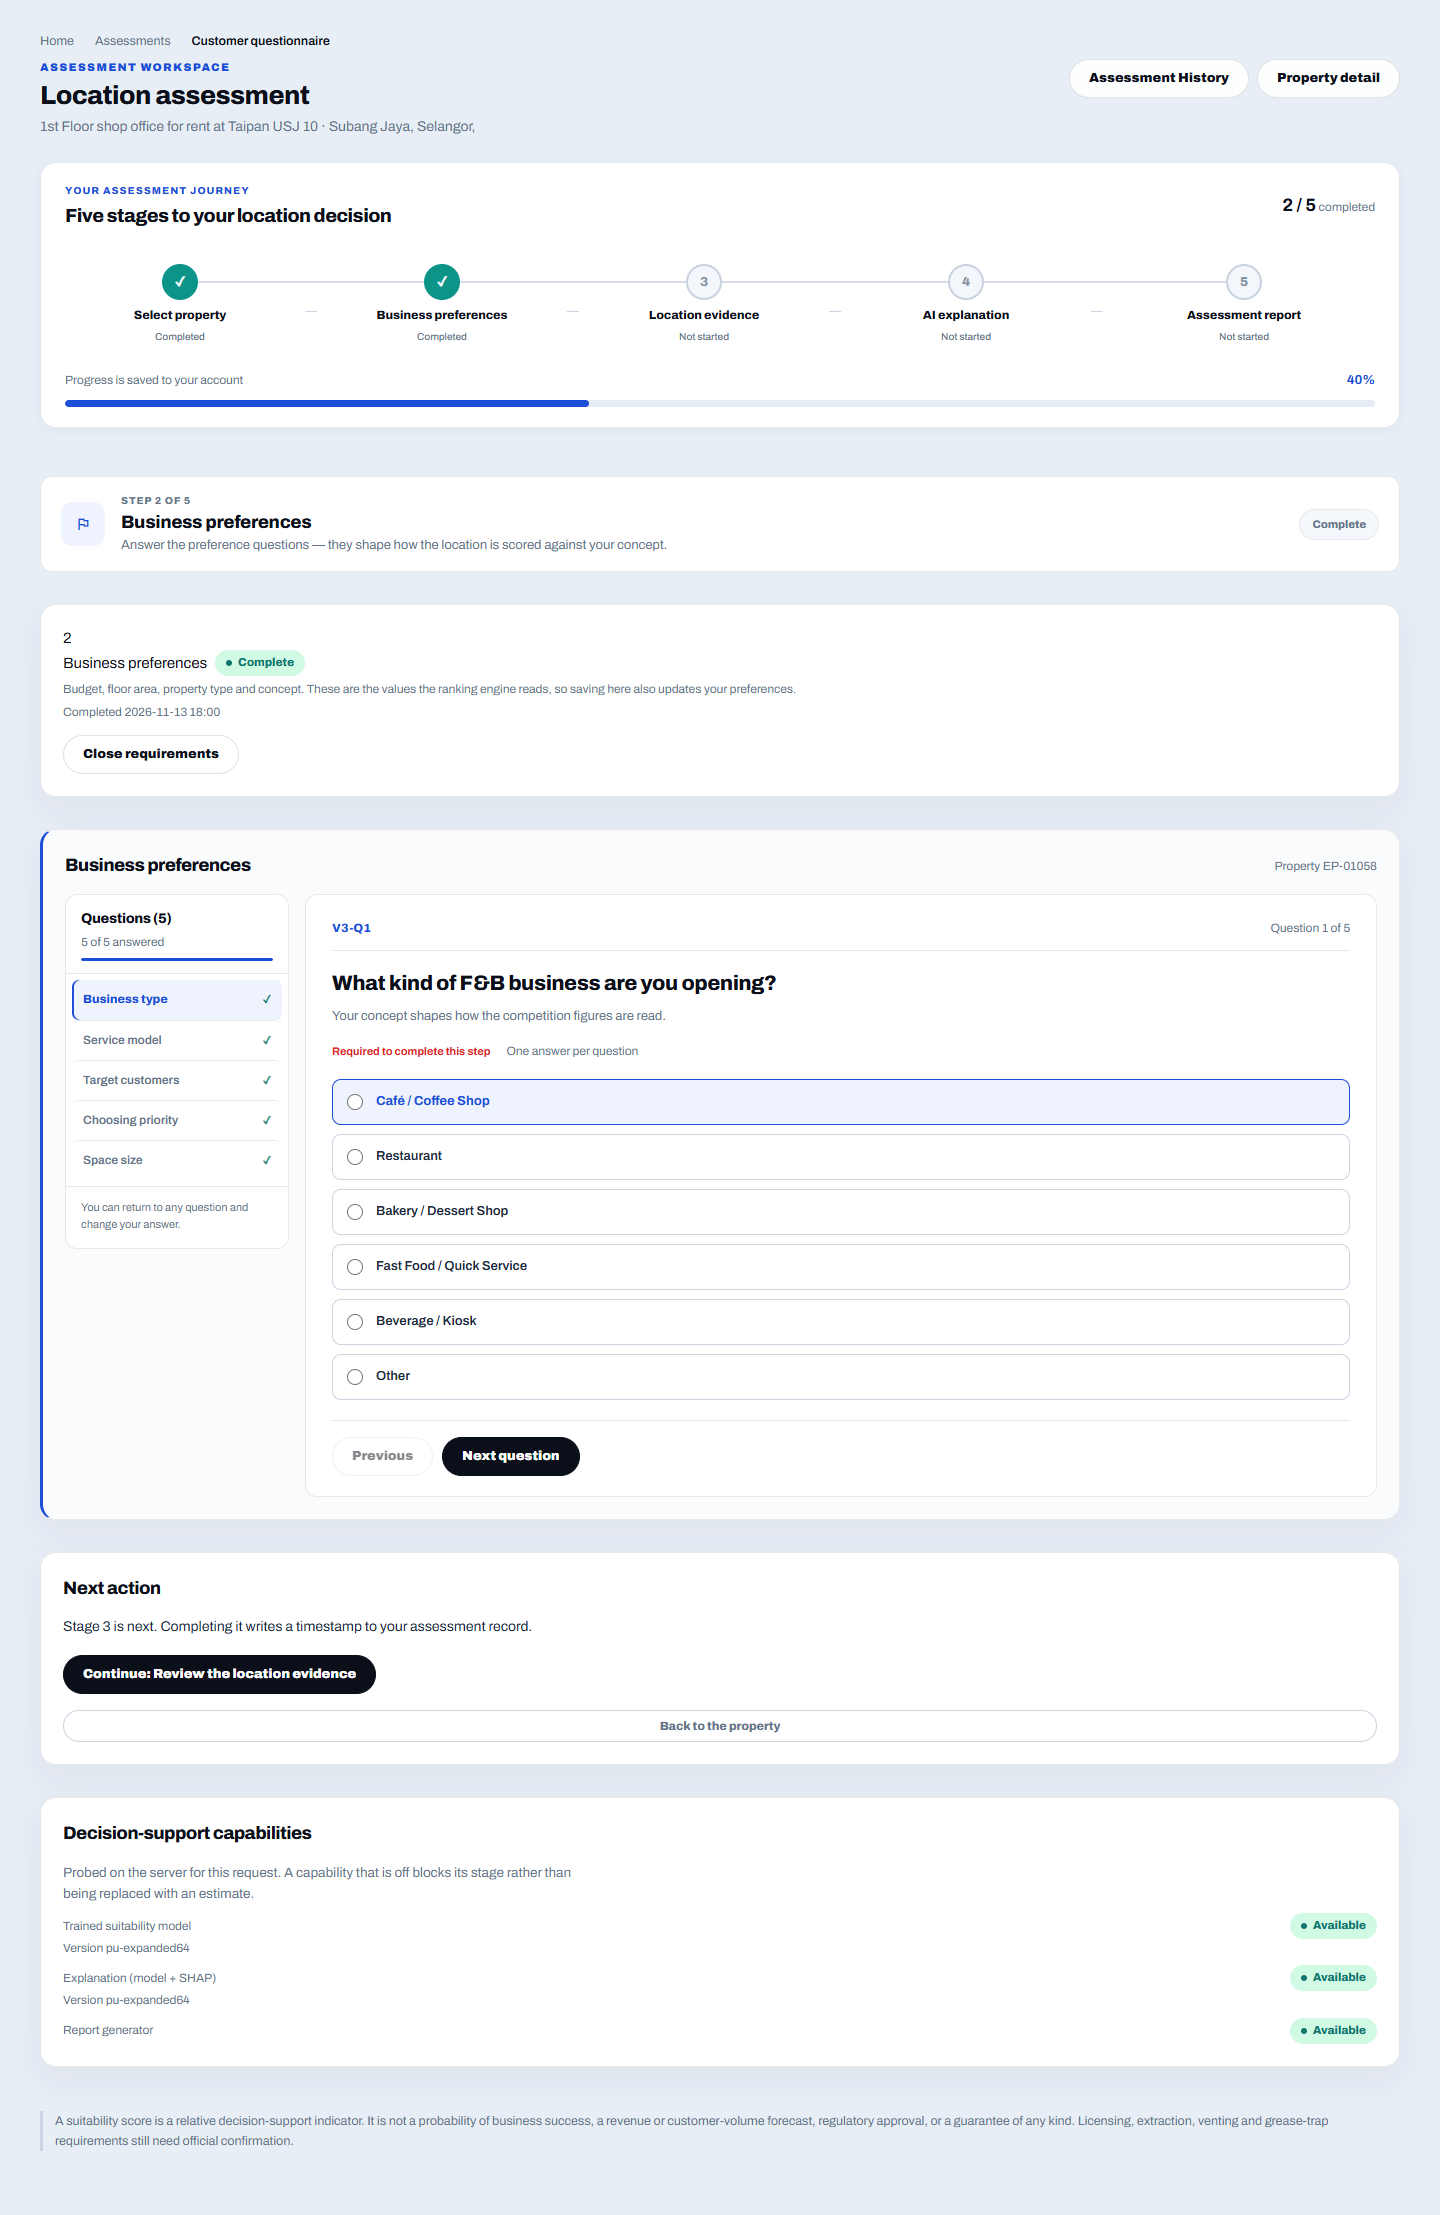 Home Assessments Customer questionnaire
ASSESSMENT WORKSPACE
Location assessment
1st Floor shop office for rent at Taipan USJ 10 · Subang Jaya, Selangor,
Assessment History Property detail
YOUR ASSESSMENT JOURNEY
Five stages to your location decision
2 / 5 completed
✓ ✓ 3 4 5
Select property — Business preferences — Location evidence — AI explanation — Assessment report
Completed Completed Not started Not started Not started
Progress is saved to your account 40%
STEP 2 OF 5
Business preferences
Answer the preference questions — they shape how the location is scored against your concept.
Complete
2
Business preferences Complete
Budget, floor area, property type and concept. These are the values the ranking engine reads, so saving here also updates your preferences.
Completed 2026-11-13 18:00
Close requirements
Business preferences Property EP-01058
Questions (5)
5 of 5 answered
Business type ✓
Service model ✓
Target customers ✓
Choosing priority ✓
Space size ✓
You can return to any question and
change your answer.
V3-Q1 Question 1 of 5
What kind of F&B business are you opening?
Your concept shapes how the competition figures are read.
Required to complete this step One answer per question
Café / Coffee Shop
Restaurant
Bakery / Dessert Shop
Fast Food / Quick Service
Beverage / Kiosk
Other
Previous Next question
Next action
Stage 3 is next. Completing it writes a timestamp to your assessment record.
Continue: Review the location evidence
Back to the property
Decision-support capabilities
Probed on the server for this request. A capability that is off blocks its stage rather than
being replaced with an estimate.
Trained suitability model Available
Version pu-expanded64
Explanation (model + SHAP) Available
Version pu-expanded64
Report generator Available
A suitability score is a relative decision-support indicator. It is not a probability of business success, a revenue or customer-volume forecast, regulatory approval, or a guarantee of any kind. Licensing, extraction, venting and grease-trap
requirements still need official confirmation.